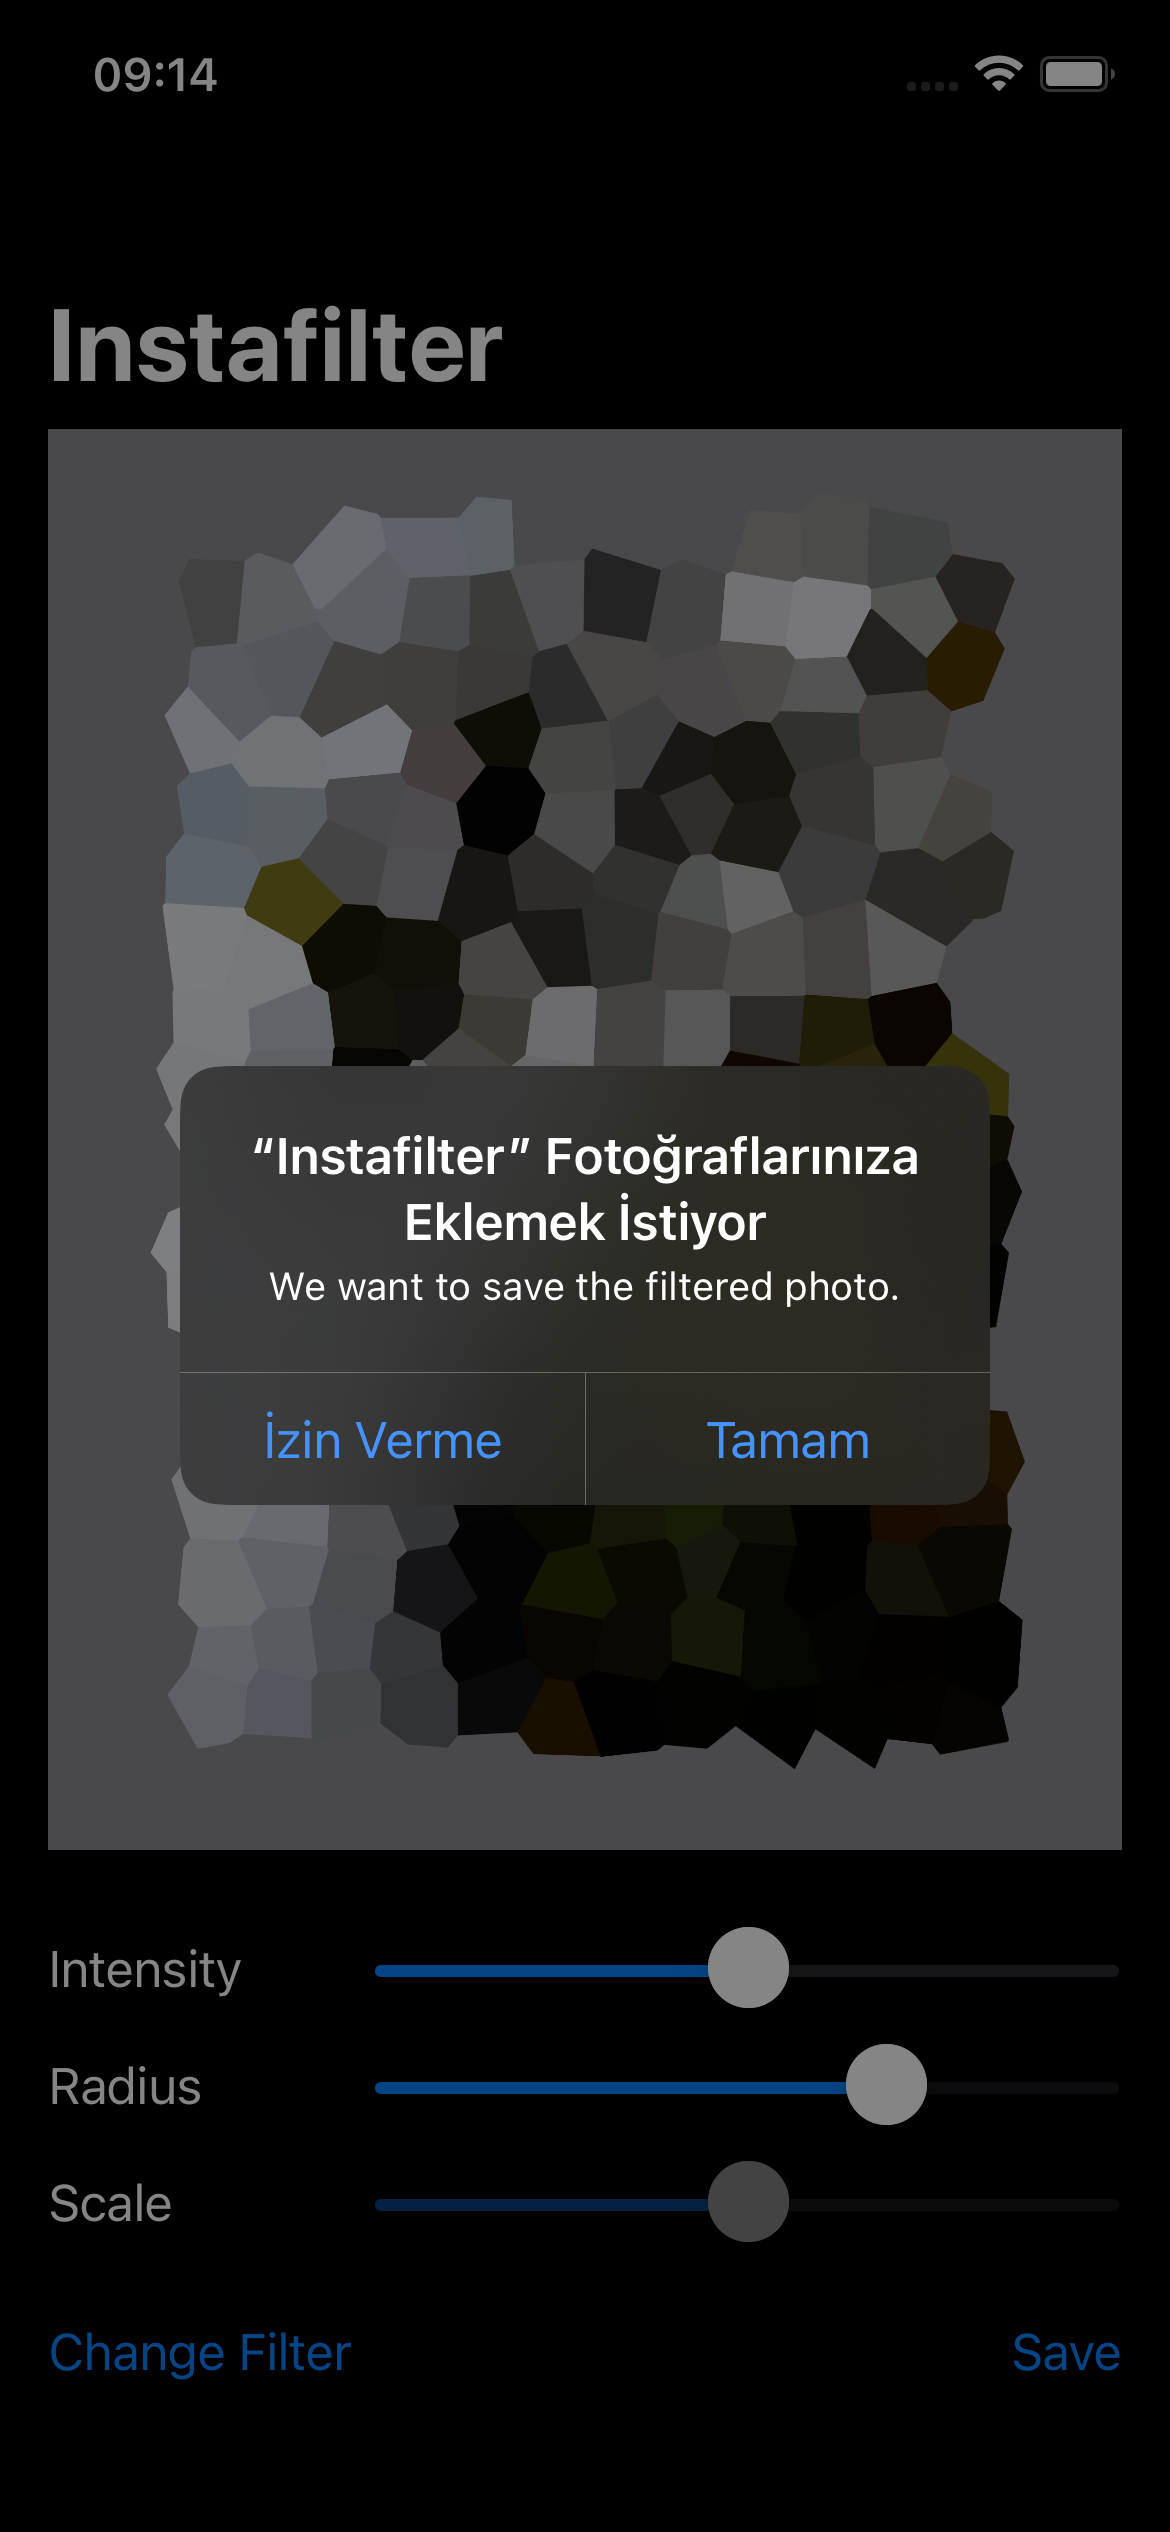 09:14
Instafilter
“Instafilter” Fotoğraflarınıza
Eklemek İstiyor
We want to save the filtered photo.
İzin Verme
Tamam
Intensity
Radius
Scale
Change Filter
Save